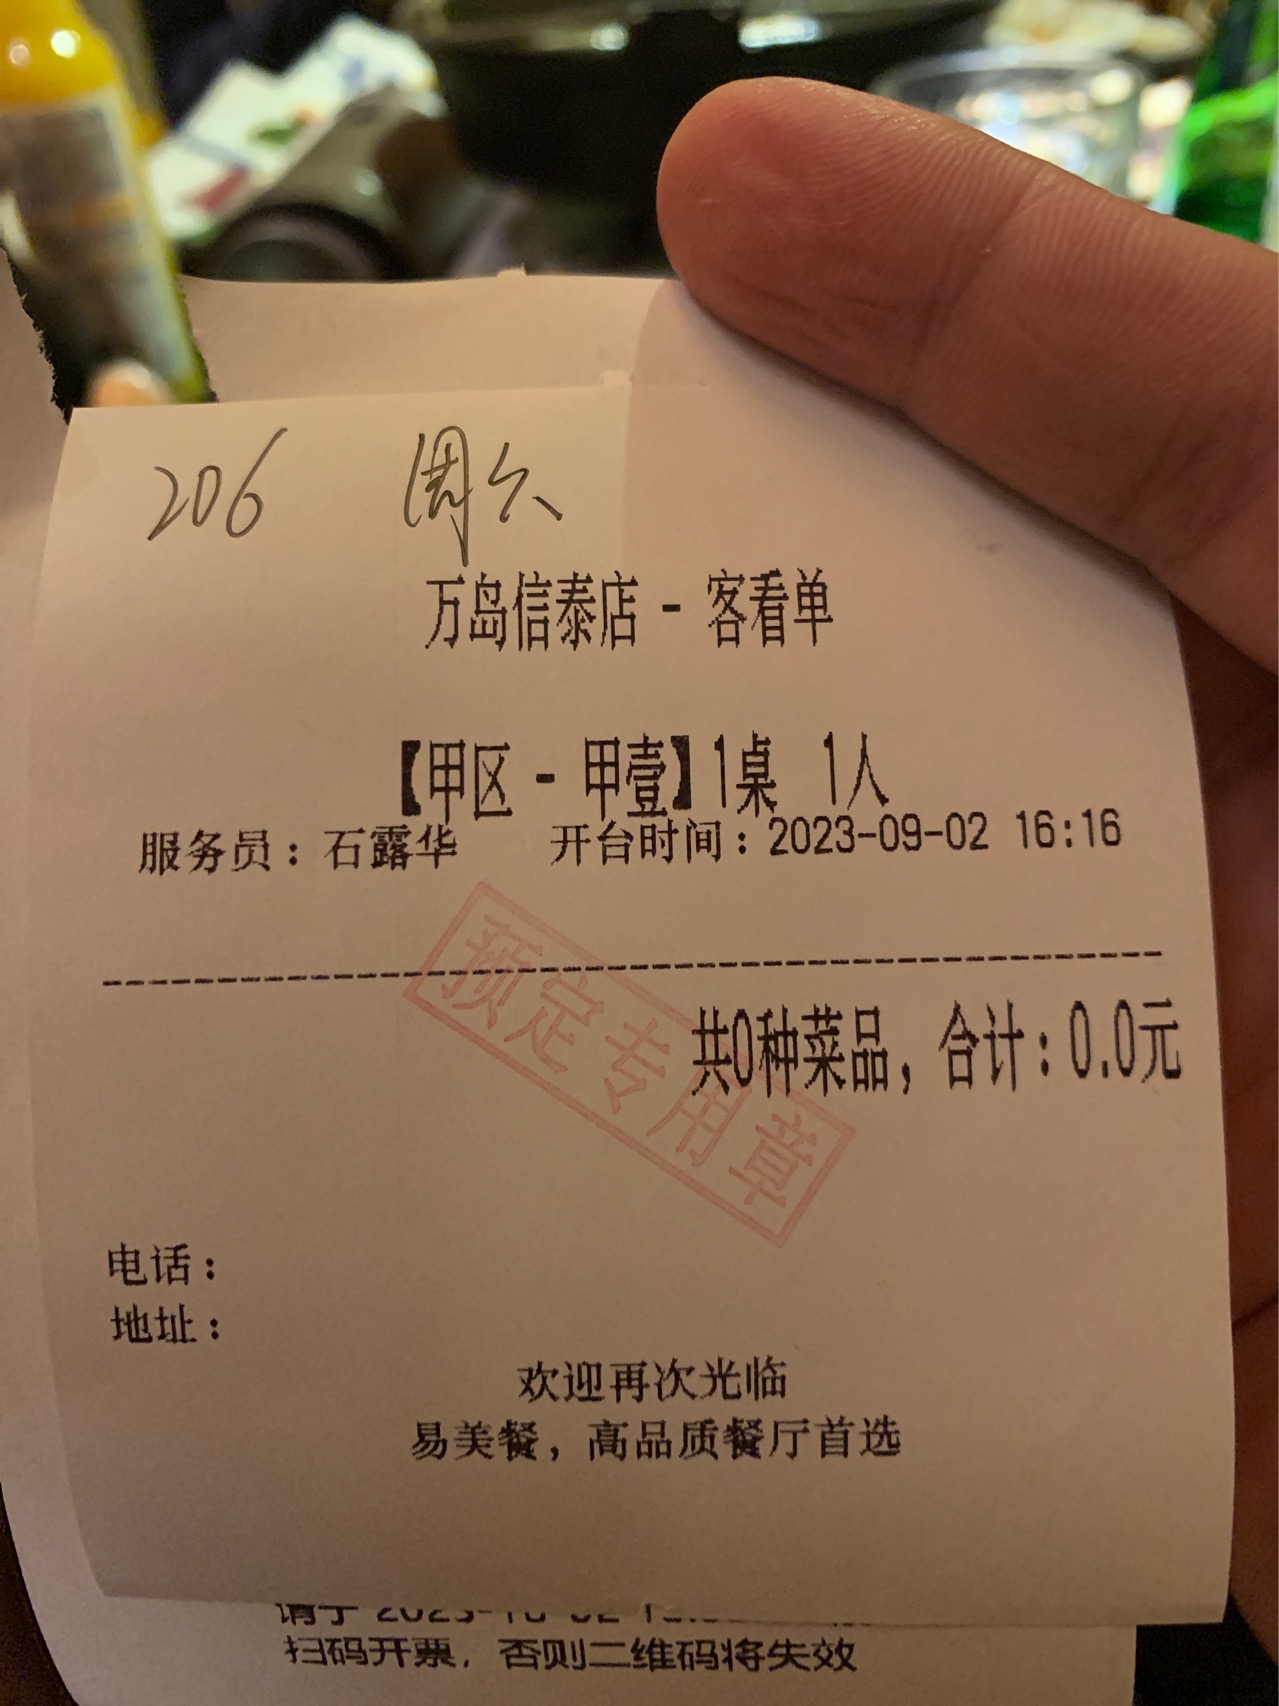 206 周六
万岛信泰店 - 客看单
【甲区 - 甲壹】1桌 1人
服务员：石露华 开台时间：2023-09-02 16:16
预定专用章
共0种菜品，合计：0.0元
电话：
地址：
欢迎再次光临
易美餐，高品质餐厅首选
请于
扫码开票，否则二维码将失效